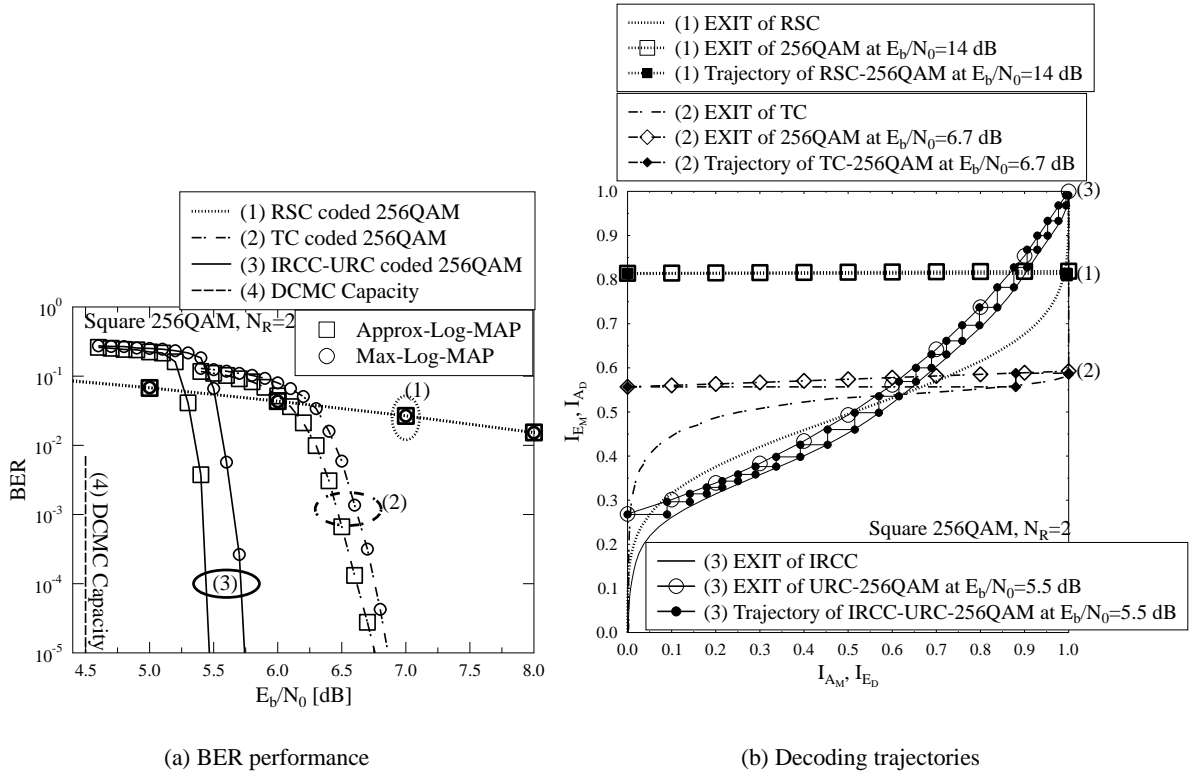 (1) RSC coded 256QAM
(2) TC coded 256QAM
(3) IRCC-URC coded 256QAM
(4) DCMC Capacity
Square 256QAM, N_R=2
Approx-Log-MAP
Max-Log-MAP
10^0
10^-1
10^-2
10^-3
10^-4
10^-5
BER
(1)
(2)
(3)
(4) DCMC Capacity
4.5 5.0 5.5 6.0 6.5 7.0 7.5 8.0
E_b/N_0 [dB]
(a) BER performance
(1) EXIT of RSC
(1) EXIT of 256QAM at E_b/N_0=14 dB
(1) Trajectory of RSC-256QAM at E_b/N_0=14 dB
(2) EXIT of TC
(2) EXIT of 256QAM at E_b/N_0=6.7 dB
(2) Trajectory of TC-256QAM at E_b/N_0=6.7 dB
1.0
0.9
0.8
0.7
0.6
0.5
0.4
0.3
0.2
0.1
0.0
I_{E_M}, I_{A_D}
(3)
(1)
(2)
Square 256QAM, N_R=2
(3) EXIT of IRCC
(3) EXIT of URC-256QAM at E_b/N_0=5.5 dB
(3) Trajectory of IRCC-URC-256QAM at E_b/N_0=5.5 dB
0.0 0.1 0.2 0.3 0.4 0.5 0.6 0.7 0.8 0.9 1.0
I_{A_M}, I_{E_D}
(b) Decoding trajectories